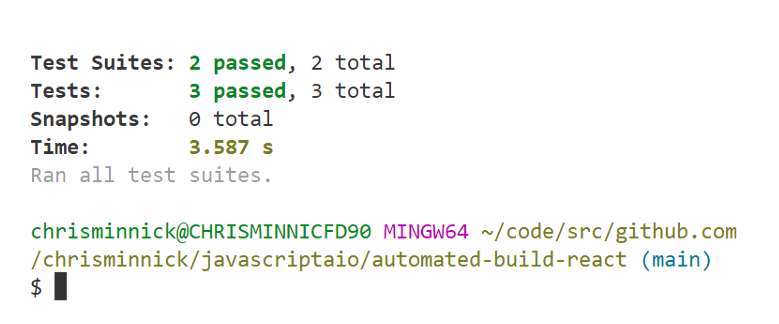 Test Suites: 2 passed, 2 total
Tests:       3 passed, 3 total
Snapshots:   0 total
Time:        3.587 s
Ran all test suites.
chrisminnick@CHRISMINNICFD90 MINGW64 ~/code/src/github.com
/chrisminnick/javascriptaio/automated-build-react (main)
$